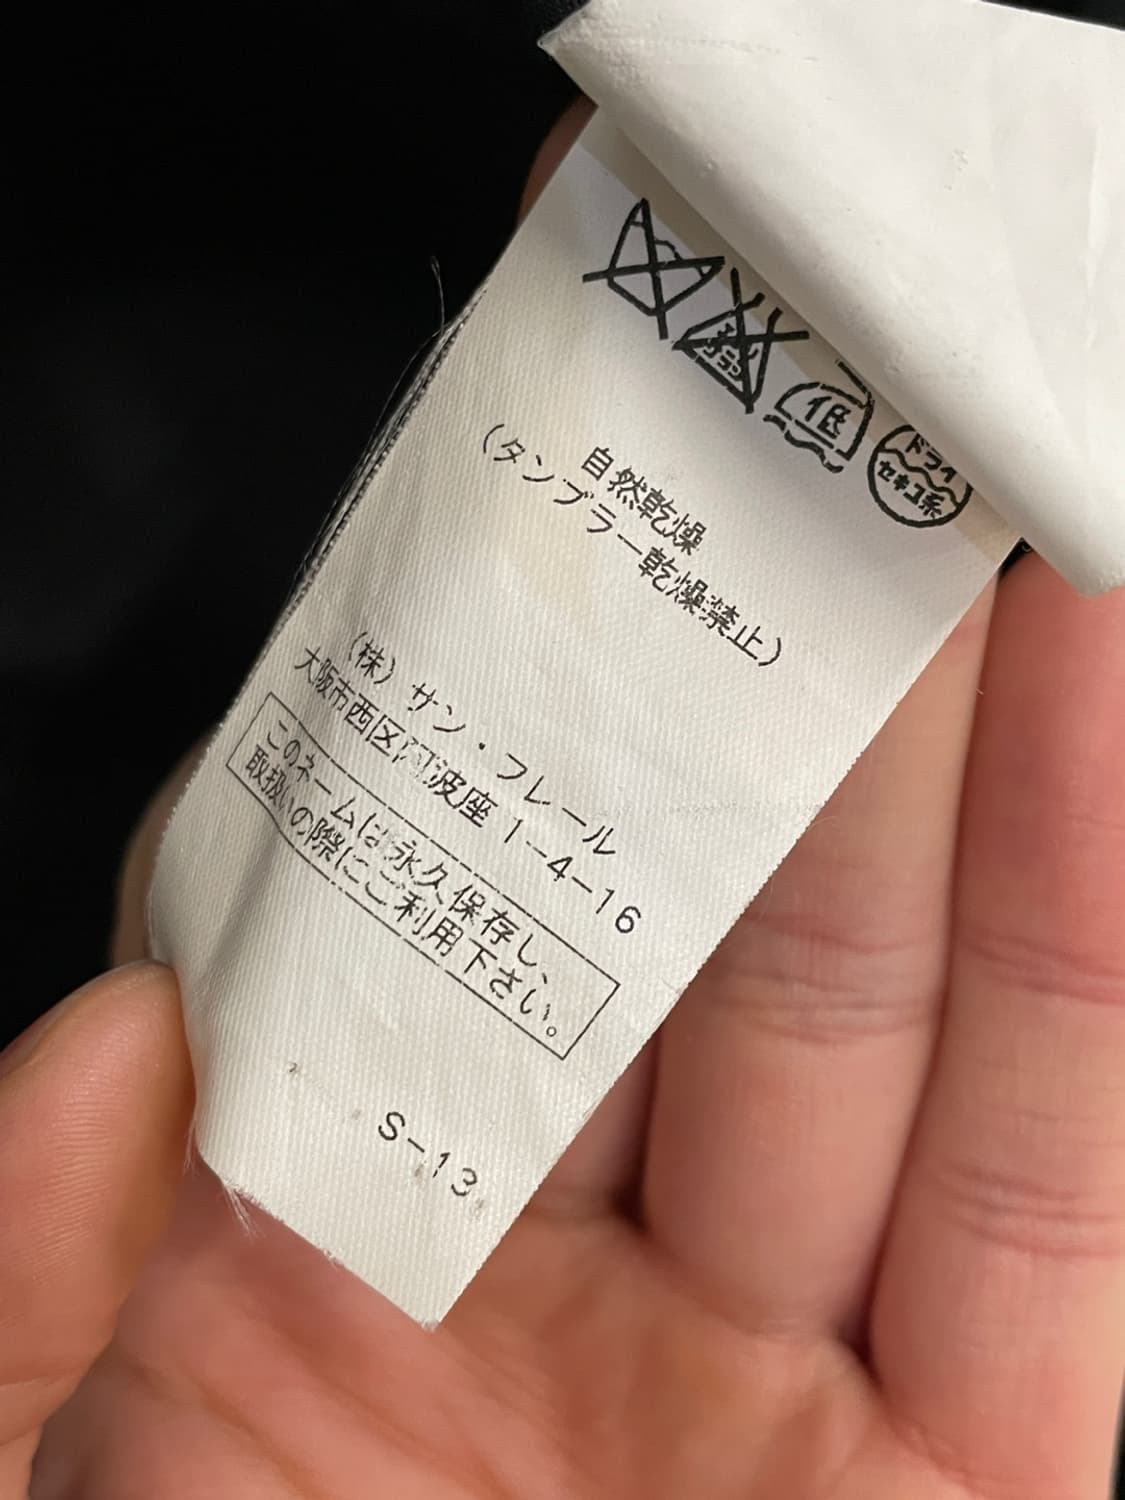 低
ドライ
セキユ系
自然乾燥
(タンブラー乾燥禁止)
(株) サン・フレール
大阪市西区阿波座 1-4-16
このネームは永久保存し、
取扱いの際にご利用下さい。
S-13